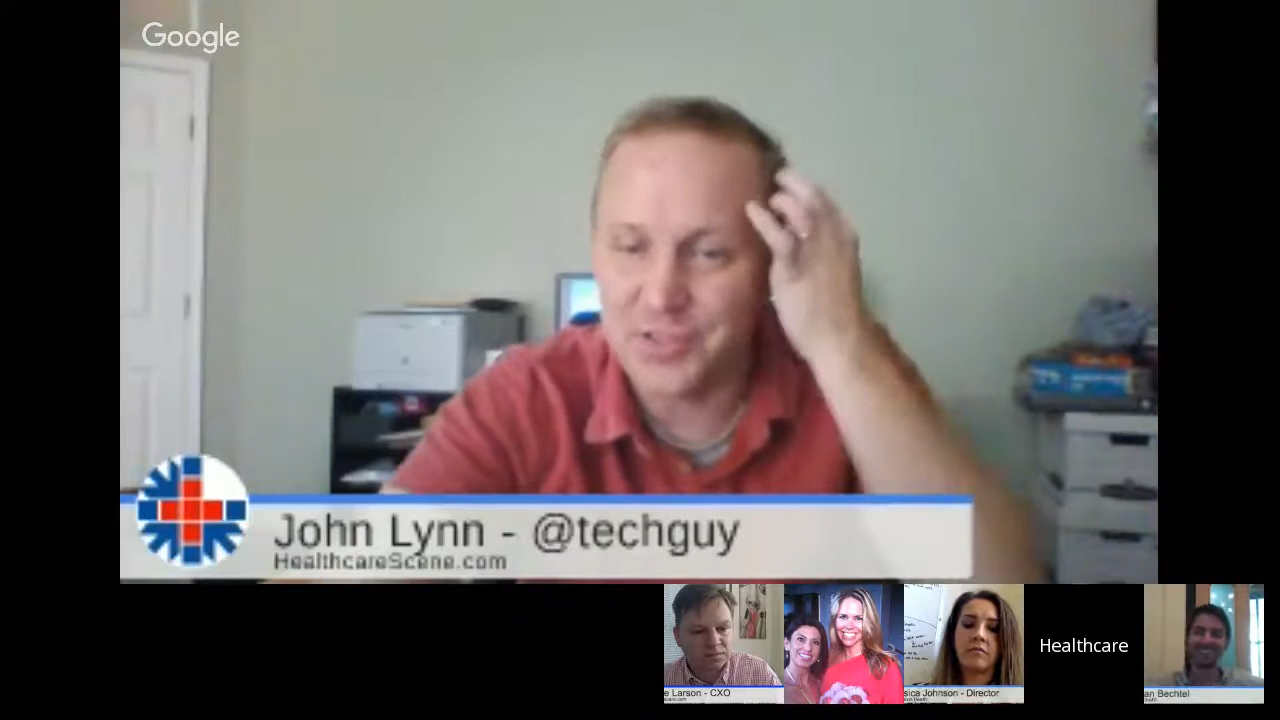 Google
John Lynn - @techguy
HealthcareScene.com
e Larson - CXO
sica Johnson - Director
Healthcare
an Bechtel